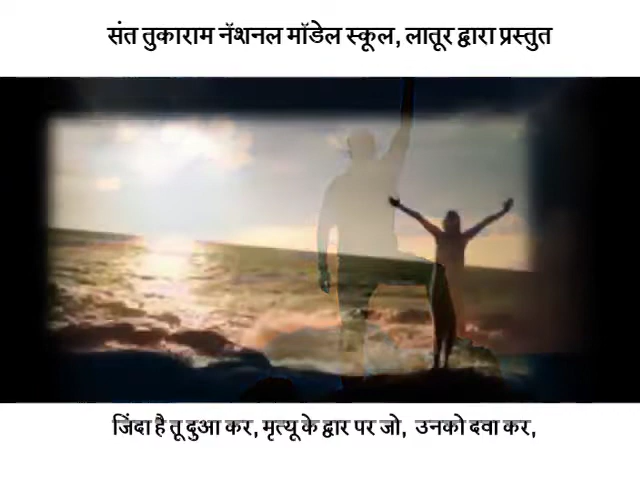 संत तुकाराम नॅशनल मॉडेल स्कूल, लातूर द्वारा प्रस्तुत
जिंदा है तू दुआ कर, मृत्यू के द्वार पर जो, उनको दवा कर,